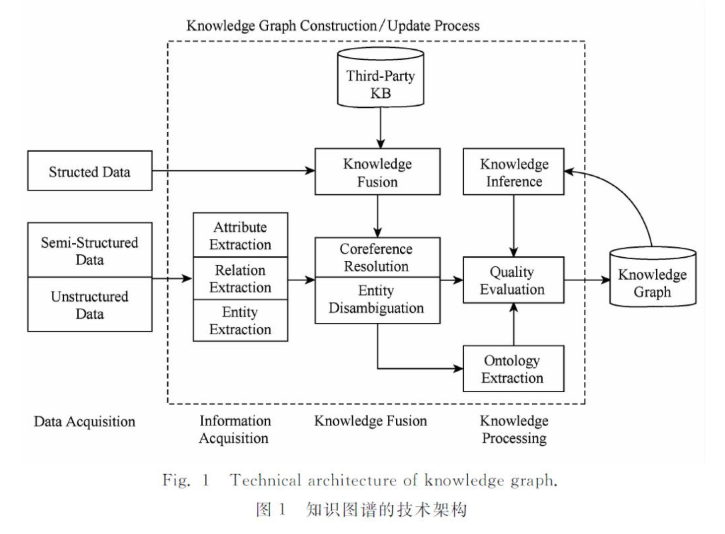 Knowledge Graph Construction/Update Process
Third-Party
KB
Structed Data
Knowledge
Fusion
Knowledge
Inference
Semi-Structured
Data
Unstructured
Data
Attribute
Extraction
Relation
Extraction
Entity
Extraction
Coreference
Resolution
Entity
Disambiguation
Quality
Evaluation
Knowledge
Graph
Ontology
Extraction
Data Acquisition
Information
Acquisition
Knowledge Fusion
Knowledge
Processing
Fig. 1 Technical architecture of knowledge graph.
图 1 知识图谱的技术架构